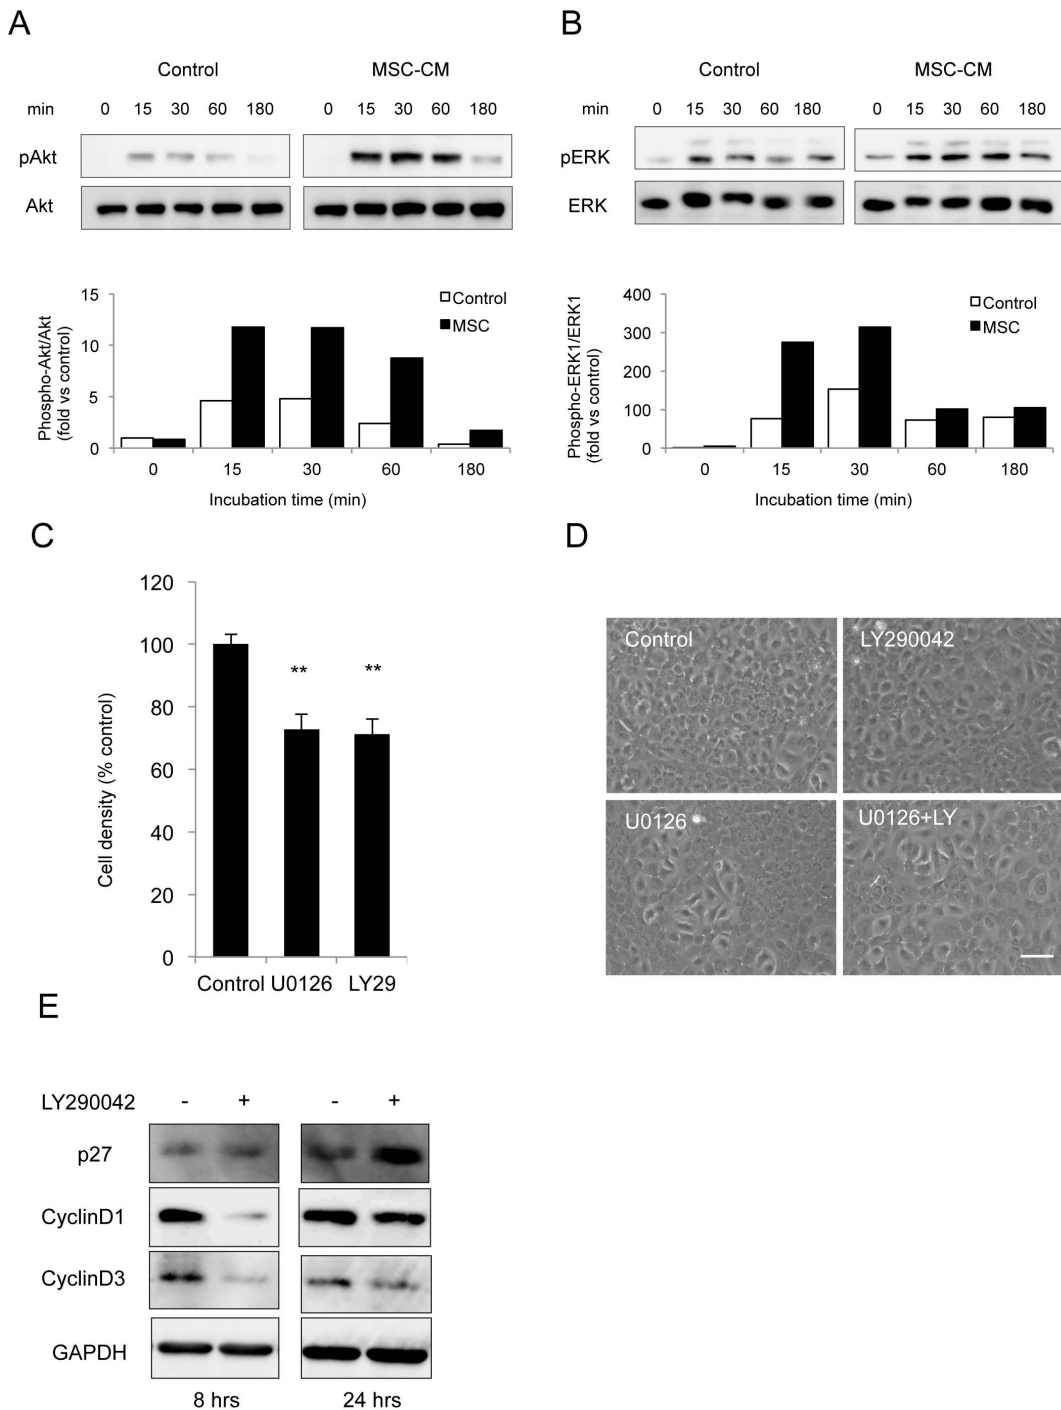 A
Control MSC-CM
min 0 15 30 60 180 0 15 30 60 180
pAkt
Akt
15
10
5
0
Phospho-Akt/Akt
(fold vs control)
Control
MSC
0 15 30 60 180
Incubation time (min)
B
Control MSC-CM
min 0 15 30 60 180 0 15 30 60 180
pERK
ERK
400
300
200
100
0
Phospho-ERK1/ERK1
(fold vs control)
Control
MSC
0 15 30 60 180
Incubation time (min)
C
120
100
80
60
40
20
0
Cell density (% control)
** **
Control U0126 LY29
D
Control LY290042
U0126 U0126+LY
E
LY290042 - + - +
p27
CyclinD1
CyclinD3
GAPDH
8 hrs 24 hrs